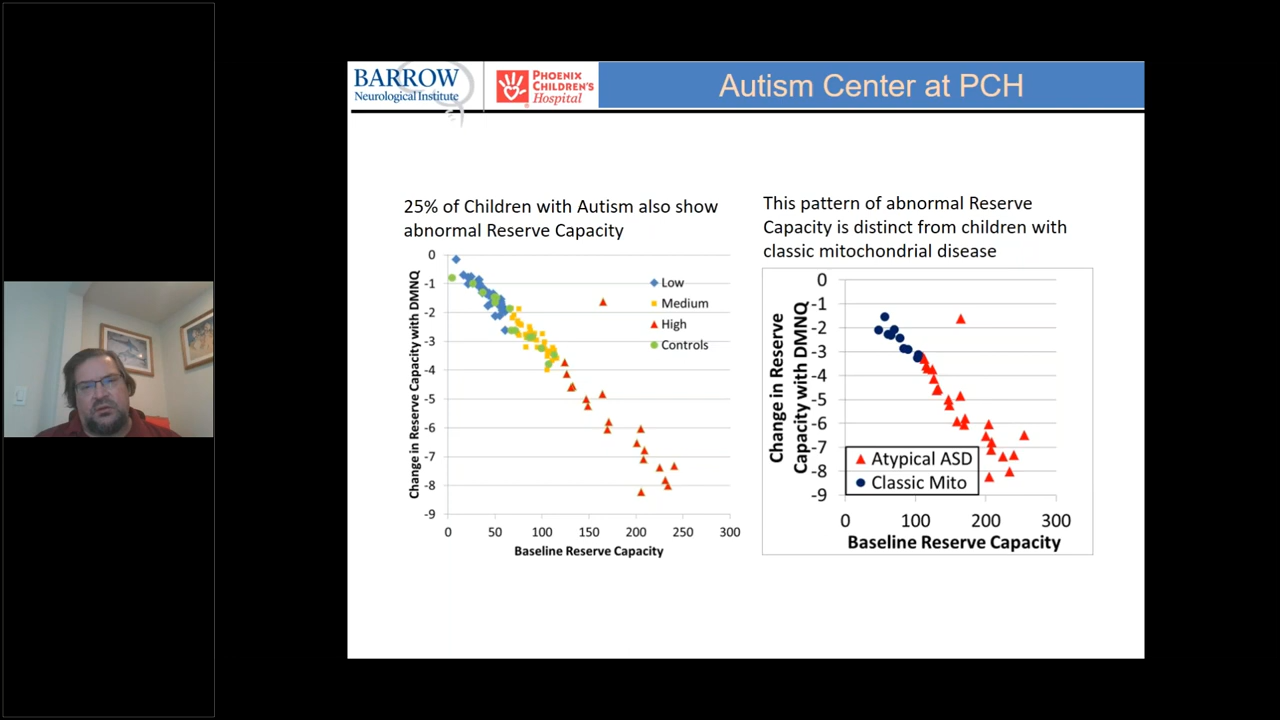 BARROW
Neurological Institute
PHOENIX
CHILDREN'S
Hospital
Autism Center at PCH
25% of Children with Autism also show
abnormal Reserve Capacity
0
-1
-2
-3
-4
-5
-6
-7
-8
-9
Change in Reserve Capacity with DMNQ
Low
Medium
High
Controls
0 50 100 150 200 250 300
Baseline Reserve Capacity
This pattern of abnormal Reserve
Capacity is distinct from children with
classic mitochondrial disease
0
-1
-2
-3
-4
-5
-6
-7
-8
-9
Change in Reserve
Capacity with DMNQ
Atypical ASD
Classic Mito
0 100 200 300
Baseline Reserve Capacity